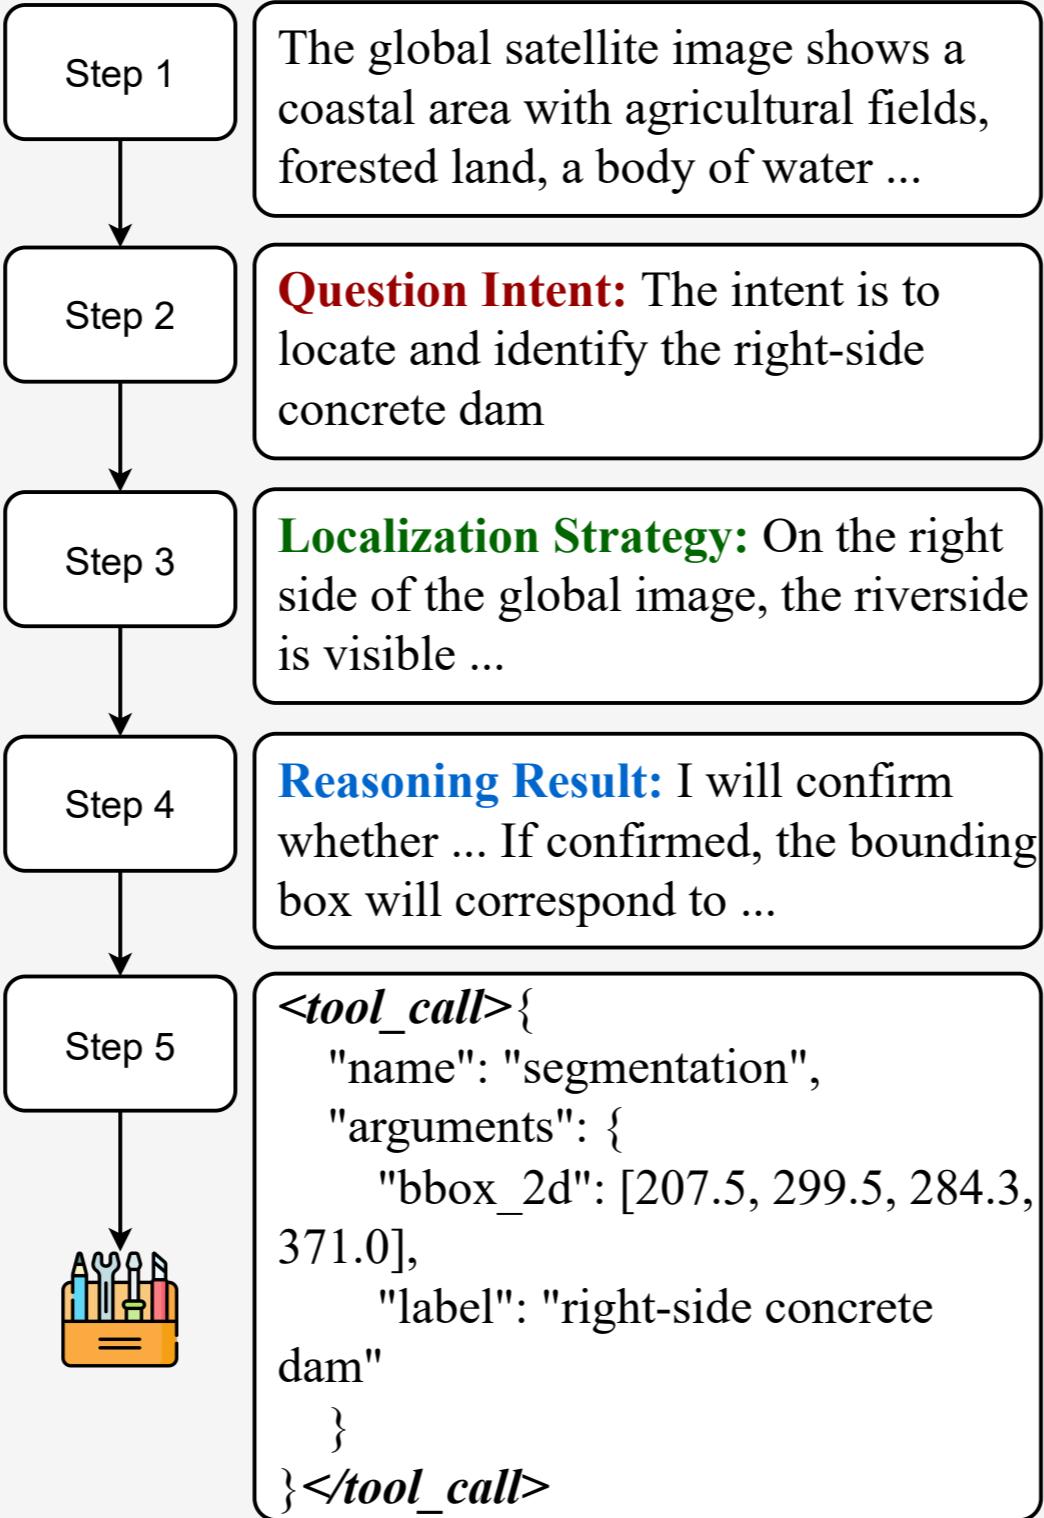 Step 1
The global satellite image shows a
coastal area with agricultural fields,
forested land, a body of water ...
Step 2
Question Intent: The intent is to
locate and identify the right-side
concrete dam
Step 3
Localization Strategy: On the right
side of the global image, the riverside
is visible ...
Step 4
Reasoning Result: I will confirm
whether ... If confirmed, the bounding
box will correspond to ...
Step 5
<tool_call>{
"name": "segmentation",
"arguments": {
"bbox_2d": [207.5, 299.5, 284.3,
371.0],
"label": "right-side concrete
dam"
}
}</tool_call>